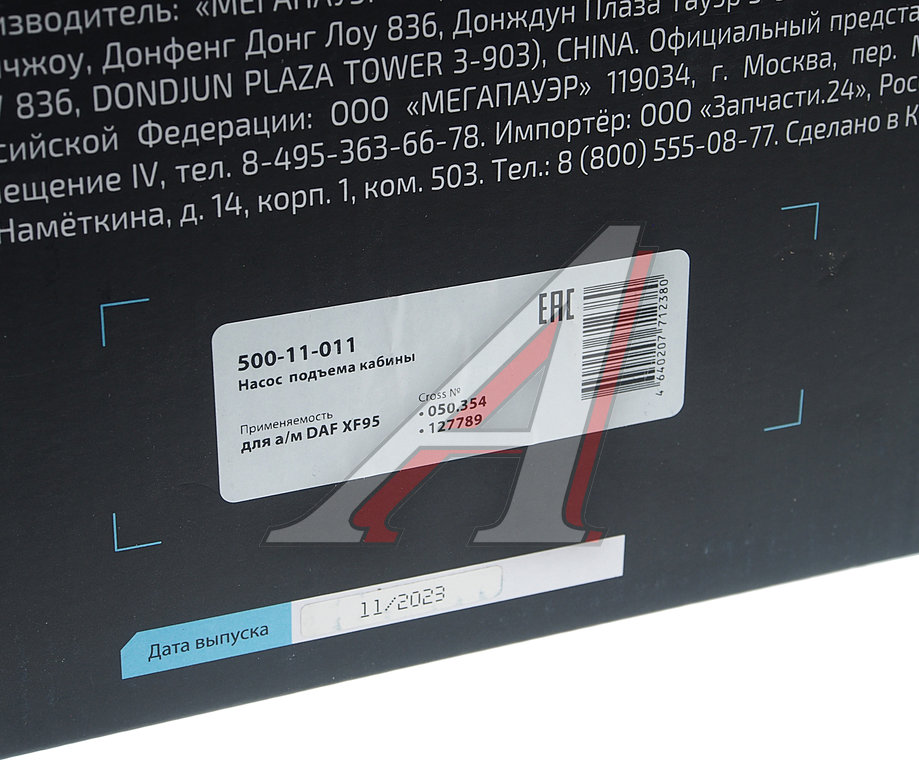 изводитель: «МЕГАПАУЭР
чжоу, Донфенг Донг Лоу 836, Донждун Плаза Тауэр 3
836, DONDJUN PLAZA TOWER 3-903), CHINA. Официальный предста
сийской Федерации: ООО «МЕГАПАУЭР» 119034, г. Москва, пер. М
ещение IV, тел. 8-495-363-66-78. Импортёр: ООО «Запчасти.24», Рос
Намёткина, д. 14, корп. 1, ком. 503. Тел.: 8 (800) 555-08-77. Сделано в К
EAC
4 640207 712380
500-11-011
Насос подъема кабины
Применяемость
для а/м DAF XF95
Cross №
• 050.354
• 127789
Дата выпуска
11/2023